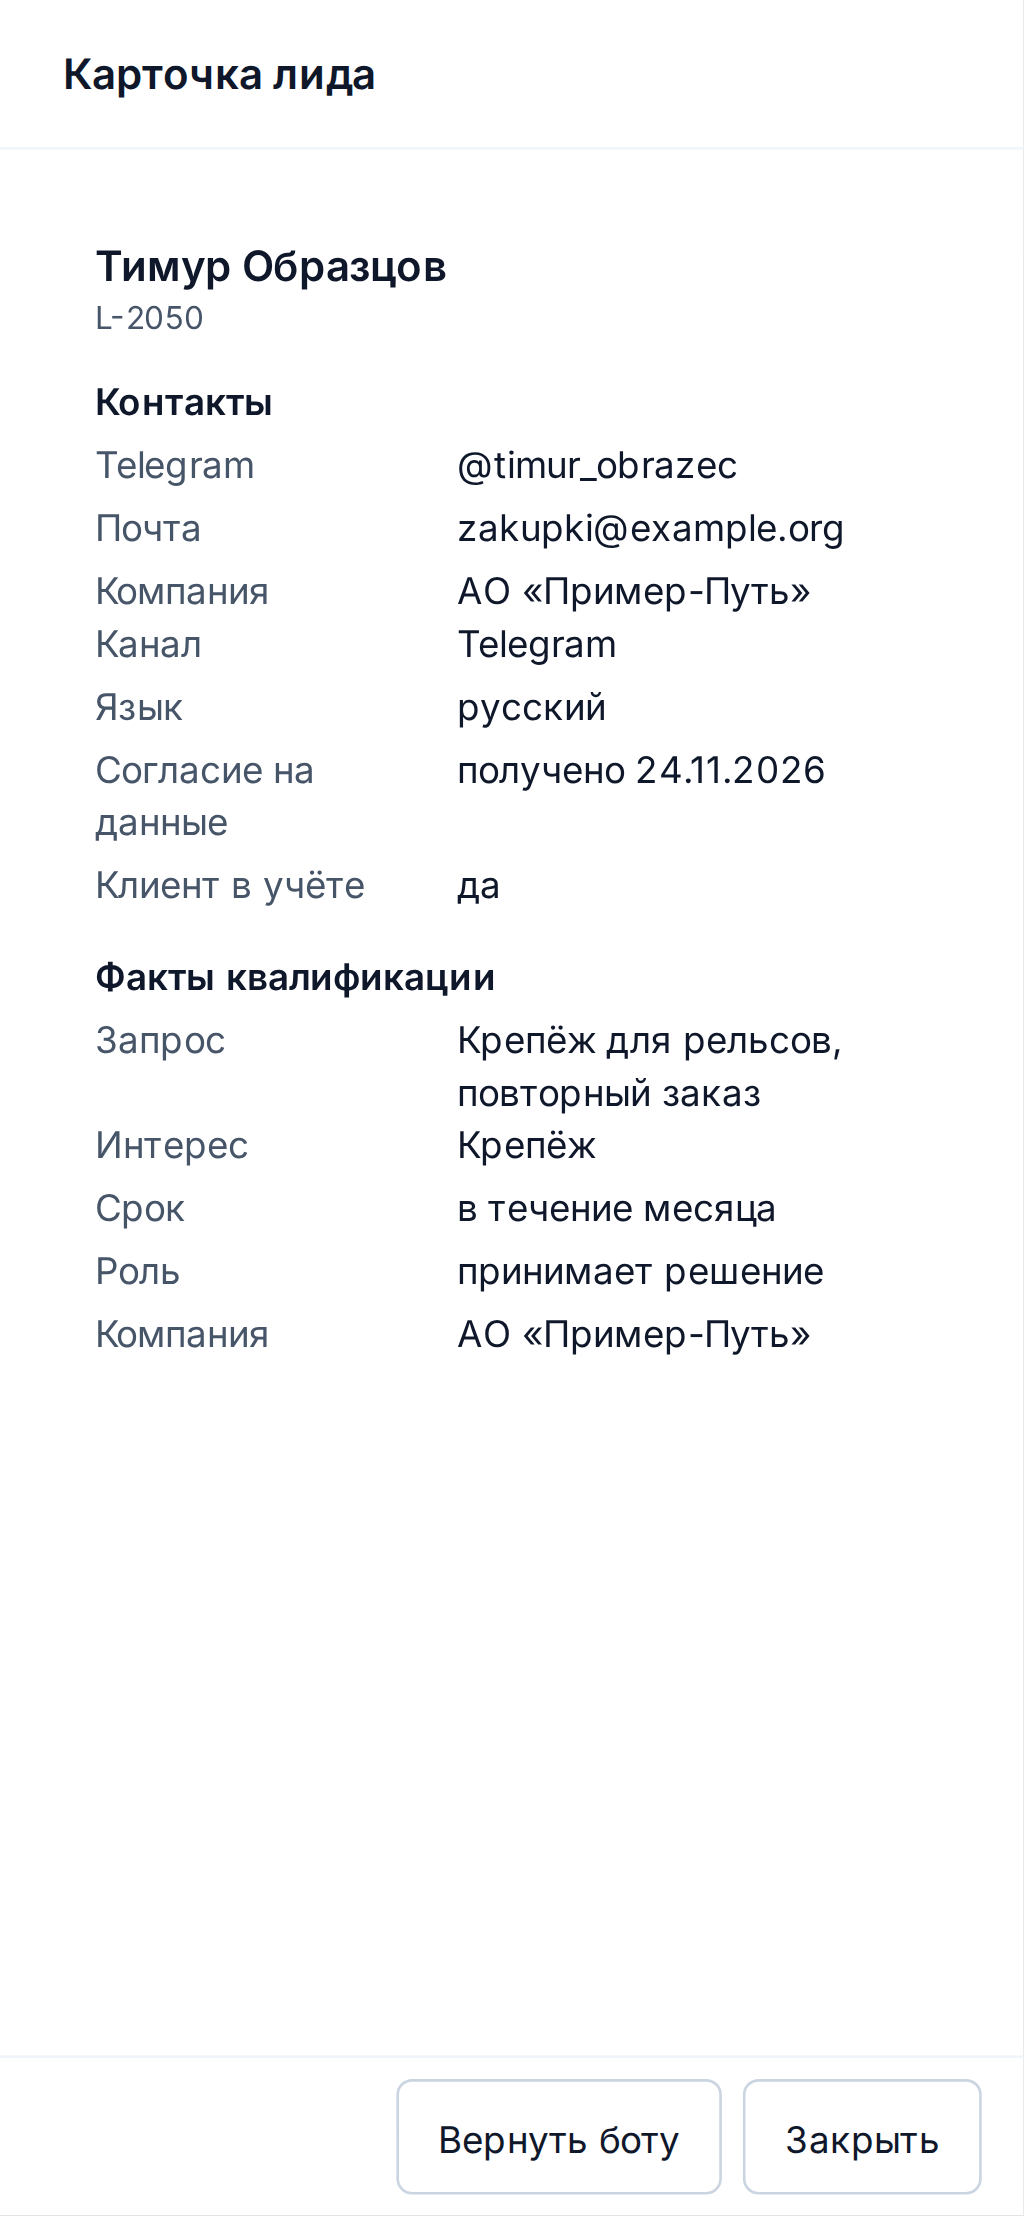 Карточка лида
Тимур Образцов
L-2050
Контакты
Telegram @timur_obrazec
Почта zakupki@example.org
Компания АО «Пример-Путь»
Канал Telegram
Язык русский
Согласие на получено 24.11.2026
данные
Клиент в учёте да
Факты квалификации
Запрос Крепёж для рельсов,
повторный заказ
Интерес Крепёж
Срок в течение месяца
Роль принимает решение
Компания АО «Пример-Путь»
Вернуть боту Закрыть